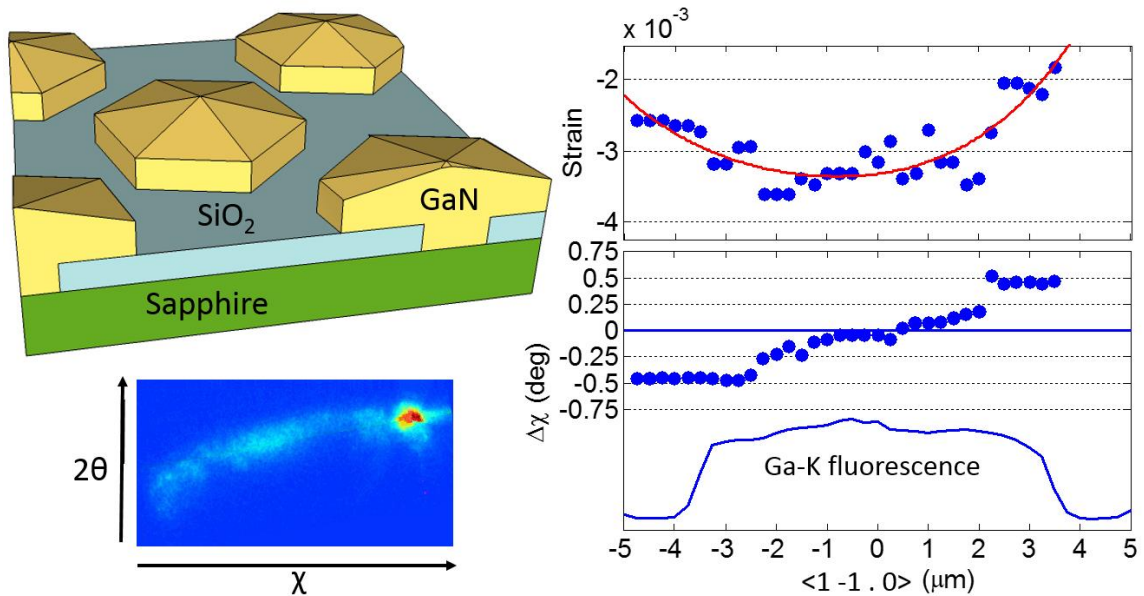 GaN
SiO2
Sapphire
2θ
χ
x 10-3
Strain
-2
-3
-4
Δχ (deg)
0.75
0.5
0.25
0
-0.25
-0.5
-0.75
Ga-K fluorescence
-5 -4 -3 -2 -1 0 1 2 3 4 5
<1 -1 . 0> (μm)